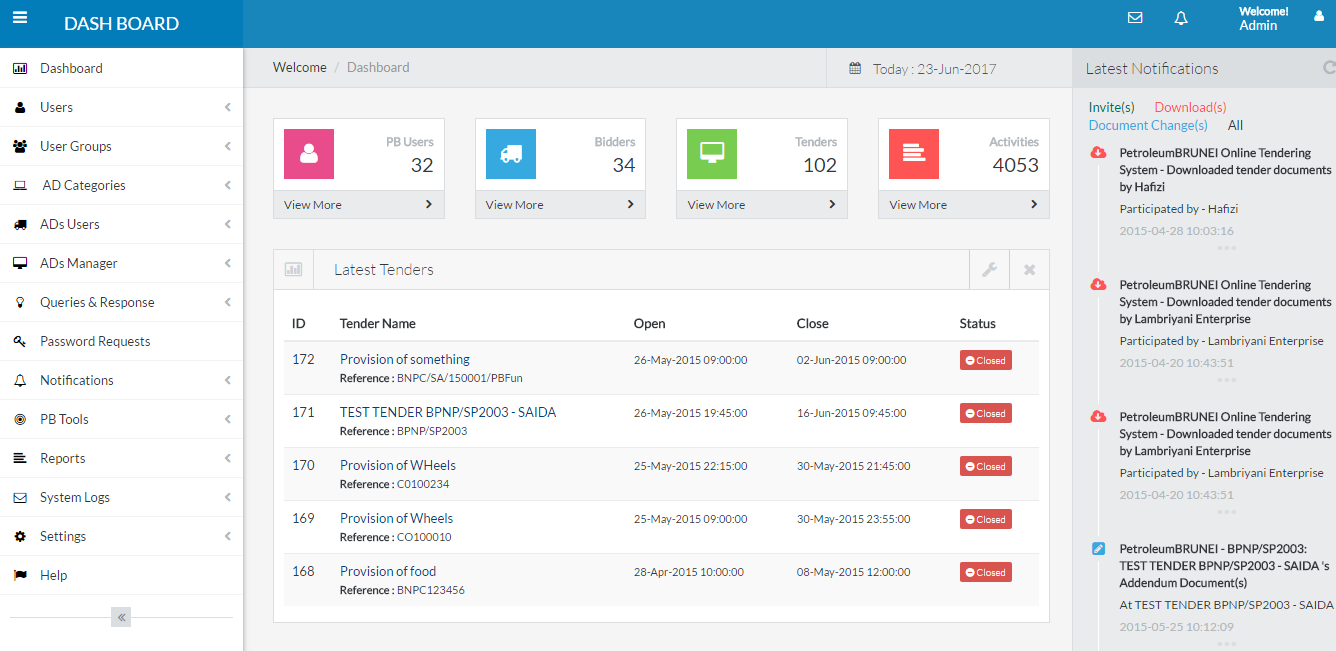 DASH BOARD
Welcome!
Admin
Dashboard
Users
User Groups
AD Categories
ADs Users
ADs Manager
Queries & Response
Password Requests
Notifications
PB Tools
Reports
System Logs
Settings
Help
Welcome / Dashboard
Today : 23-Jun-2017
PB Users
32
View More
Bidders
34
View More
Tenders
102
View More
Activities
4053
View More
Latest Tenders
ID Tender Name Open Close Status
172 Provision of something 26-May-2015 09:00:00 02-Jun-2015 09:00:00 Closed
Reference : BNPC/SA/150001/PBFun
171 TEST TENDER BPNP/SP2003 - SAIDA 26-May-2015 19:45:00 16-Jun-2015 09:45:00 Closed
Reference : BPNP/SP2003
170 Provision of WHeels 25-May-2015 22:15:00 30-May-2015 21:45:00 Closed
Reference : C0100234
169 Provision of Wheels 25-May-2015 09:00:00 30-May-2015 23:55:00 Closed
Reference : CO100010
168 Provision of food 28-Apr-2015 10:00:00 08-May-2015 12:00:00 Closed
Reference : BNPC123456
Latest Notifications
Invite(s) Download(s)
Document Change(s) All
PetroleumBRUNEI Online Tendering
System - Downloaded tender documents
by Hafizi
Participated by - Hafizi
2015-04-28 10:03:16
PetroleumBRUNEI Online Tendering
System - Downloaded tender documents
by Lambriyani Enterprise
Participated by - Lambriyani Enterprise
2015-04-20 10:43:51
PetroleumBRUNEI Online Tendering
System - Downloaded tender documents
by Lambriyani Enterprise
Participated by - Lambriyani Enterprise
2015-04-20 10:43:51
PetroleumBRUNEI - BPNP/SP2003:
TEST TENDER BPNP/SP2003 - SAIDA 's
Addendum Document(s)
At TEST TENDER BPNP/SP2003 - SAIDA
2015-05-25 10:12:09